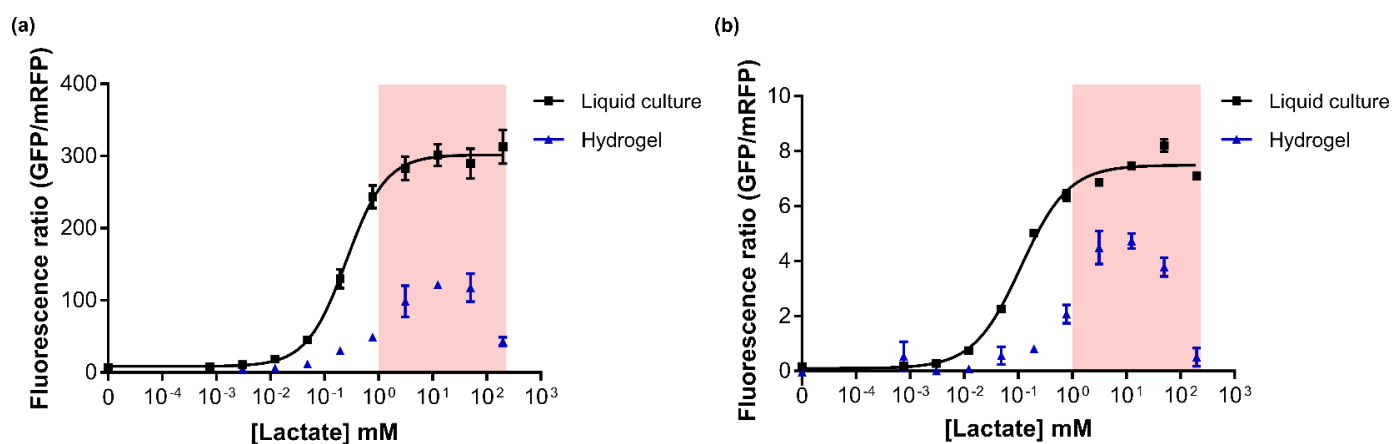 (a)
Fluorescence ratio (GFP/mRFP)
400
300
200
100
0
0 10-4 10-3 10-2 10-1 100 101 102 103
[Lactate] mM
Liquid culture
Hydrogel
(b)
Fluorescence ratio (GFP/mRFP)
10
8
6
4
2
0
0 10-4 10-3 10-2 10-1 100 101 102 103
[Lactate] mM
Liquid culture
Hydrogel